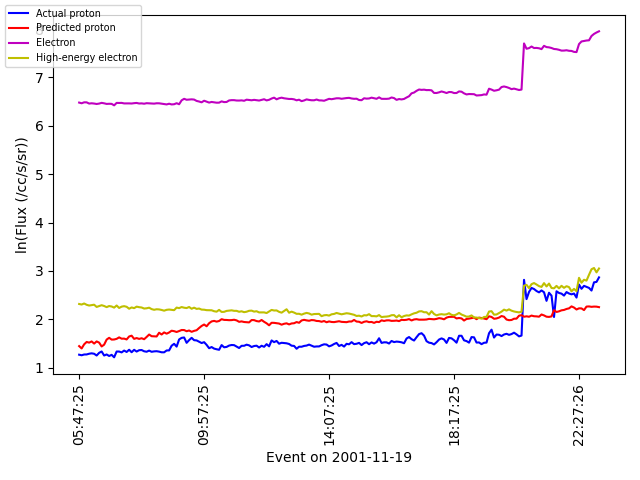 Actual proton
Predicted proton
Electron
High-energy electron
8
7
6
5
4
3
2
1
ln(Flux (/cc/s/sr))
05:47:25
09:57:25
14:07:25
18:17:25
22:27:26
Event on 2001-11-19